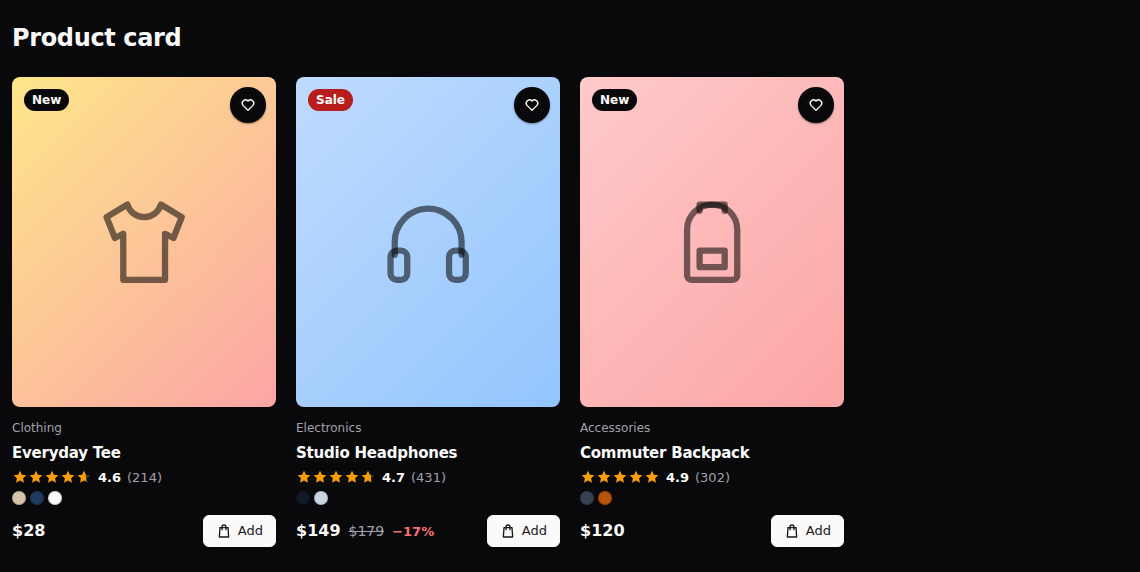 Product card
New
Clothing
Everyday Tee
4.6 (214)
$28
Add
Sale
Electronics
Studio Headphones
4.7 (431)
$149 $179 −17%
Add
New
Accessories
Commuter Backpack
4.9 (302)
$120
Add